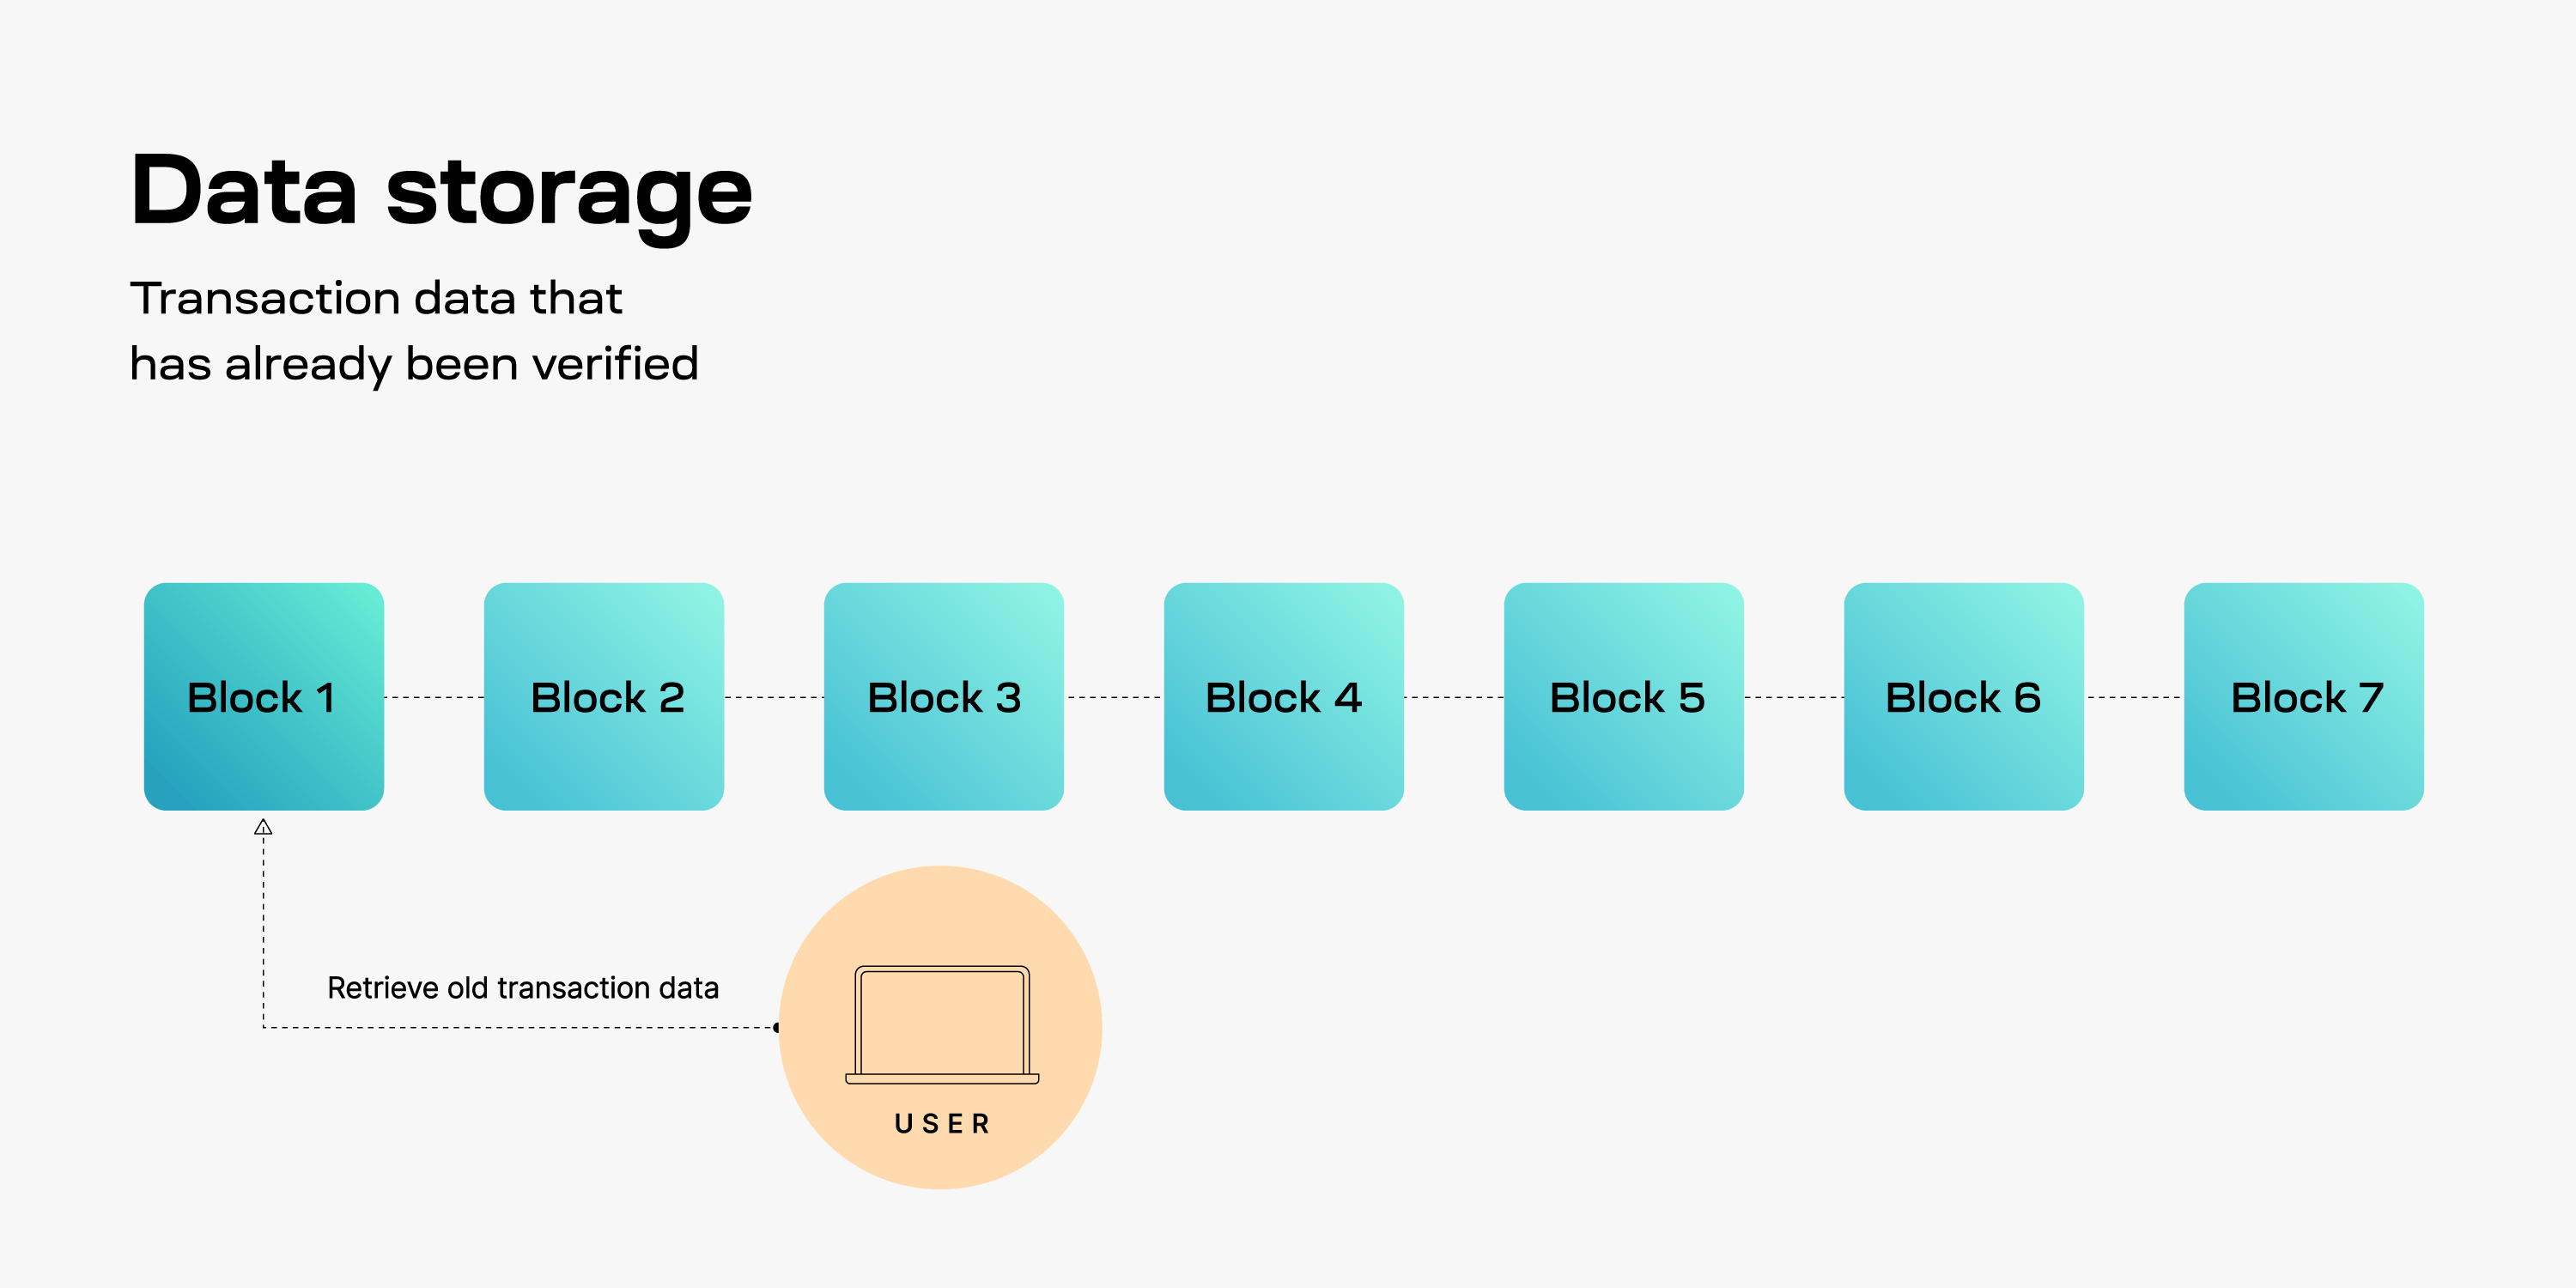 Data storage
Transaction data that
has already been verified
Block 1
Block 2
Block 3
Block 4
Block 5
Block 6
Block 7
Retrieve old transaction data
USER